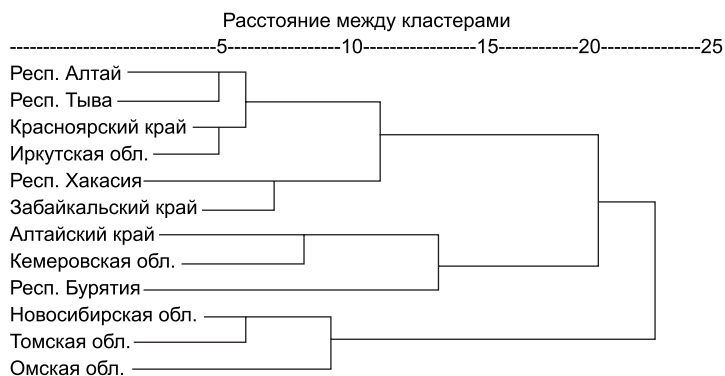 Расстояние между кластерами
-------------------------------5-----------------10-----------------15------------20-----------------25
Респ. Алтай
Респ. Тыва
Красноярский край
Иркутская обл.
Респ. Хакасия
Забайкальский край
Алтайский край
Кемеровская обл.
Респ. Бурятия
Новосибирская обл.
Томская обл.
Омская обл.